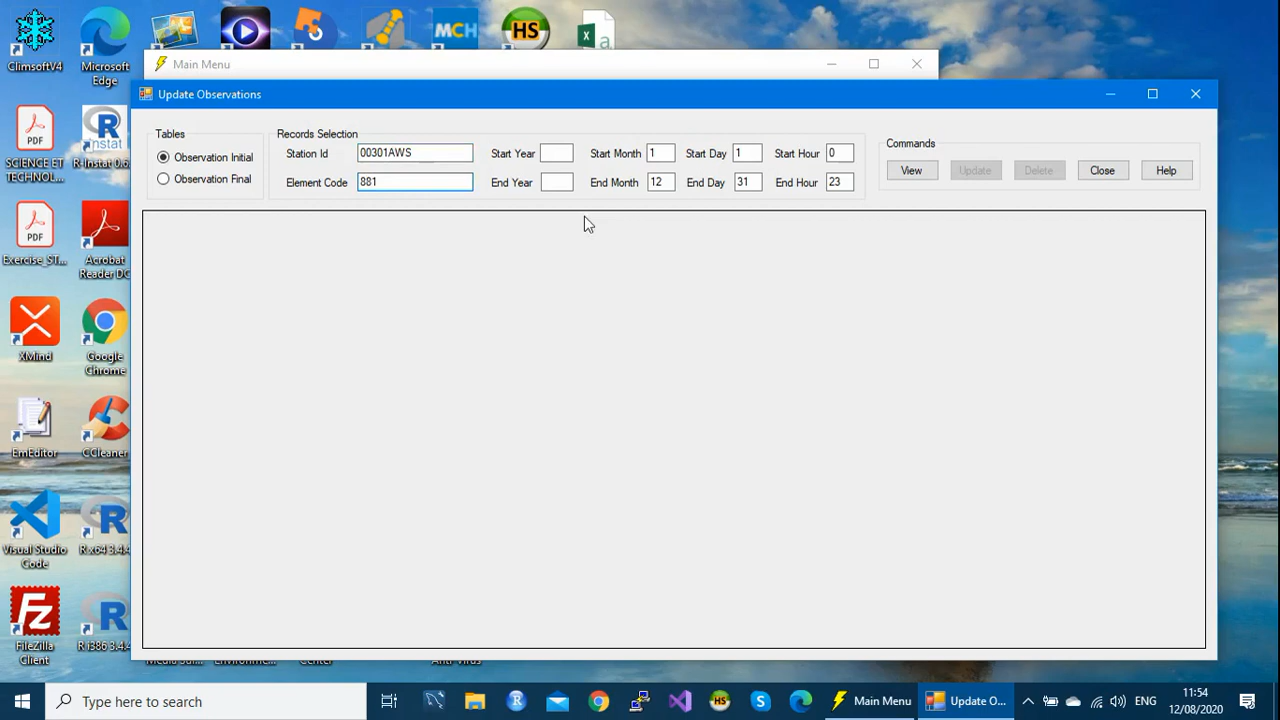 MCH
HS
a
ClimsoftV4
Microsoft
Edge
Main Menu
Update Observations
SCIENCE ET
TECHNOL...
R-Instat 0.6.
Tables
Observation Initial
Observation Final
Records Selection
Station Id 00301AWS Start Year Start Month 1 Start Day 1 Start Hour 0
Element Code 881 End Year End Month 12 End Day 31 End Hour 23
Commands
View Update Delete Close Help
PDF
PDF
Exercise_ST...
Acrobat
Reader DC
XMind
Google
Chrome
EmEditor
CCleaner
Visual Studio
Code
R x64 3.4.4
FileZilla
Client
R i386 3.4.4
Center
Type here to search
HS
Main Menu
Update O...
ENG
11:54
12/08/2020